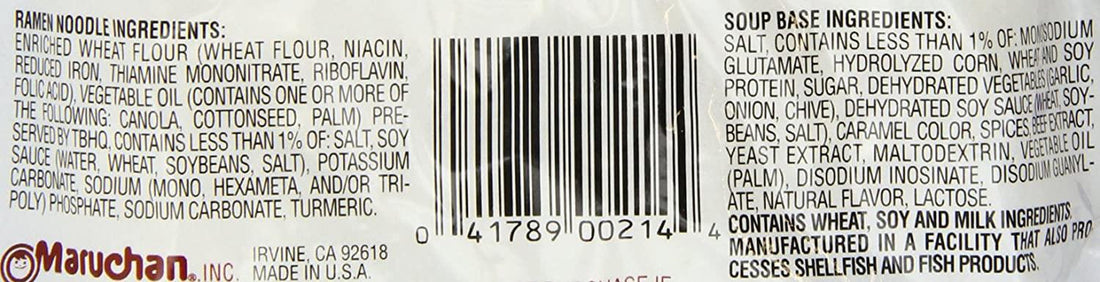 RAMEN NOODLE INGREDIENTS:
ENRICHED WHEAT FLOUR (WHEAT FLOUR, NIACIN,
REDUCED IRON, THIAMINE MONONITRATE, RIBOFLAVIN,
FOLIC ACID), VEGETABLE OIL (CONTAINS ONE OR MORE OF
THE FOLLOWING: CANOLA, COTTONSEED, PALM) PRE-
SERVED BY TBHQ, CONTAINS LESS THAN 1% OF: SALT, SOY
SAUCE (WATER, WHEAT, SOYBEANS, SALT), POTASSIUM
CARBONATE, SODIUM (MONO, HEXAMETA, AND/OR TRI-
POLY) PHOSPHATE, SODIUM CARBONATE, TURMERIC.
Maruchan®, INC.
IRVINE, CA 92618
MADE IN U.S.A.
0 41789 00214 4
SOUP BASE INGREDIENTS:
SALT, CONTAINS LESS THAN 1% OF: MONOSODIUM
GLUTAMATE, HYDROLYZED CORN, WHEAT AND SOY
PROTEIN, SUGAR, DEHYDRATED VEGETABLES (GARLIC,
ONION, CHIVE), DEHYDRATED SOY SAUCE (WHEAT, SOY-
BEANS, SALT), CARAMEL COLOR, SPICES, BEEF EXTRACT,
YEAST EXTRACT, MALTODEXTRIN, VEGETABLE OIL
(PALM), DISODIUM INOSINATE, DISODIUM GUANYL-
ATE, NATURAL FLAVOR, LACTOSE.
CONTAINS WHEAT, SOY AND MILK INGREDIENTS.
MANUFACTURED IN A FACILITY THAT ALSO PRO-
CESSES SHELLFISH AND FISH PRODUCTS.